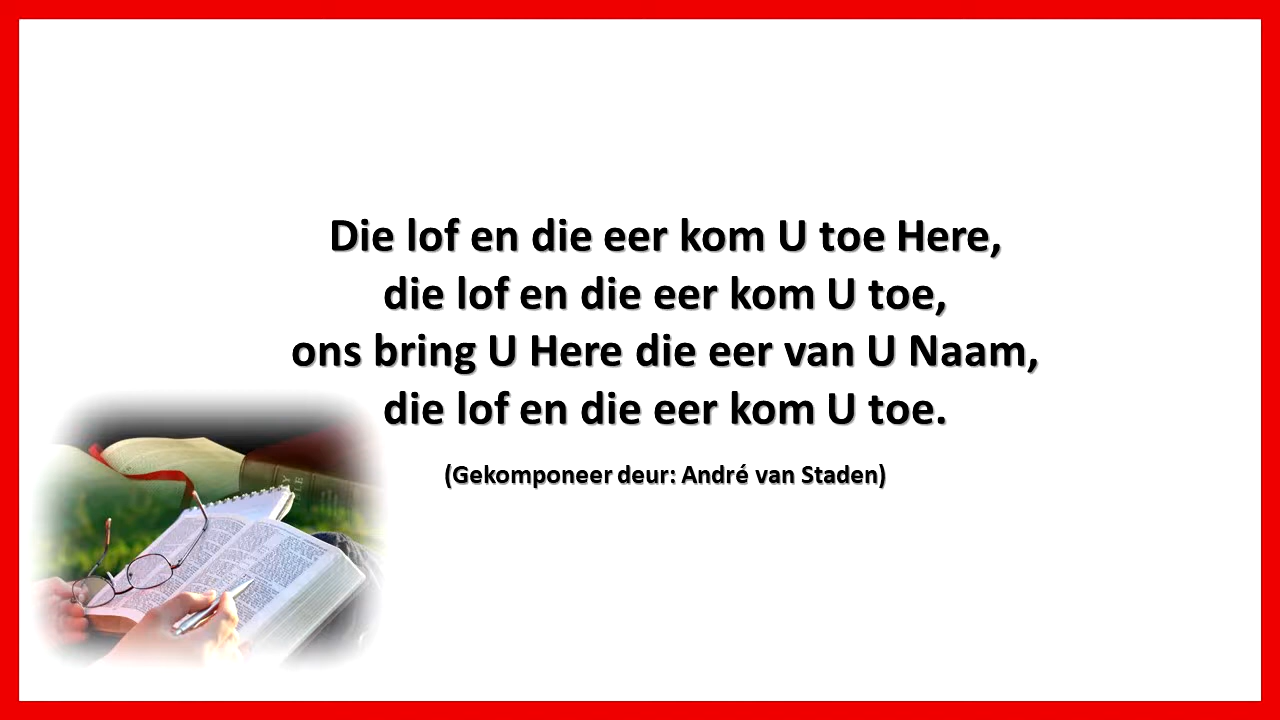 Die lof en die eer kom U toe Here,
die lof en die eer kom U toe,
ons bring U Here die eer van U Naam,
die lof en die eer kom U toe.
(Gekomponeer deur: André van Staden)